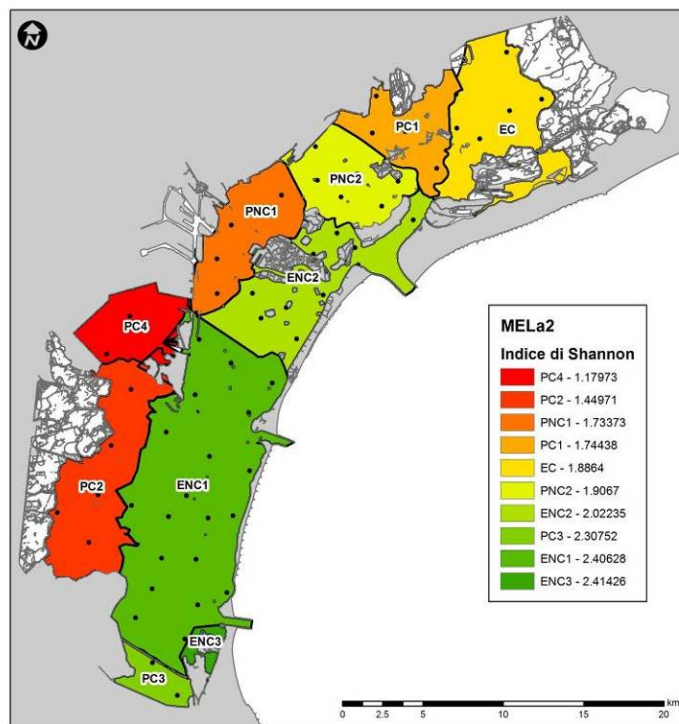 N
PC1
EC
PNC2
PNC1
ENC2
PC4
PC2
ENC1
ENC3
PC3
MELa2
Indice di Shannon
PC4 - 1.17973
PC2 - 1.44971
PNC1 - 1.73373
PC1 - 1.74438
EC - 1.8864
PNC2 - 1.9067
ENC2 - 2.02235
PC3 - 2.30752
ENC1 - 2.40628
ENC3 - 2.41426
km
0 2.5 5 10 15 20